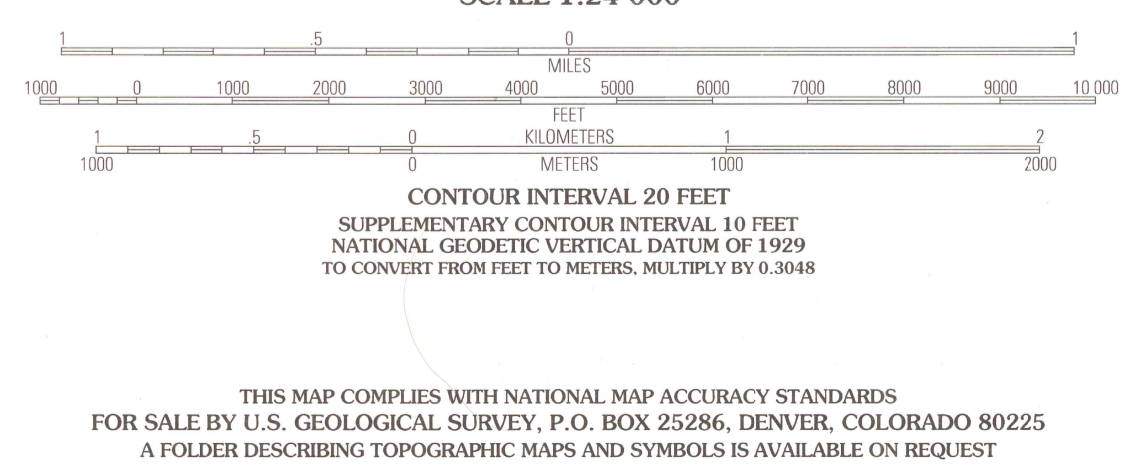 SCALE 1:24 000
1 .5 0 1
MILES
1000 0 1000 2000 3000 4000 5000 6000 7000 8000 9000 10 000
FEET
1 .5 0 KILOMETERS 1 2
1000 0 METERS 1000 2000
CONTOUR INTERVAL 20 FEET
SUPPLEMENTARY CONTOUR INTERVAL 10 FEET
NATIONAL GEODETIC VERTICAL DATUM OF 1929
TO CONVERT FROM FEET TO METERS, MULTIPLY BY 0.3048
THIS MAP COMPLIES WITH NATIONAL MAP ACCURACY STANDARDS
FOR SALE BY U.S. GEOLOGICAL SURVEY, P.O. BOX 25286, DENVER, COLORADO 80225
A FOLDER DESCRIBING TOPOGRAPHIC MAPS AND SYMBOLS IS AVAILABLE ON REQUEST